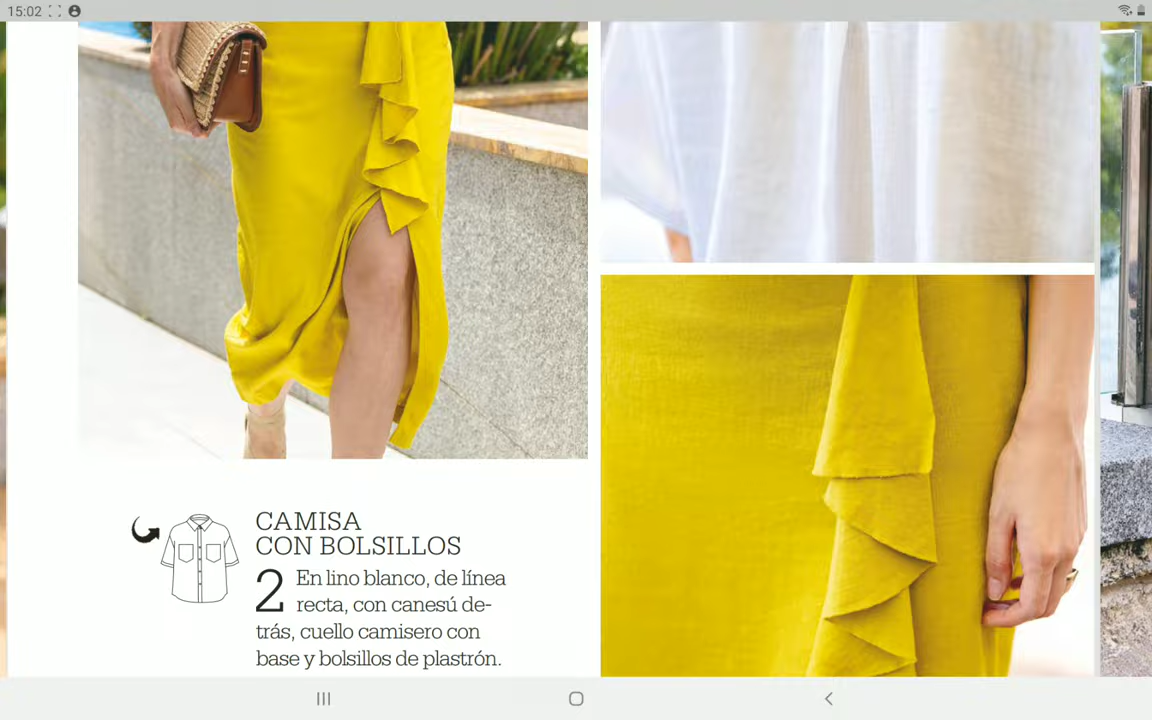 15:02
CAMISA
CON BOLSILLOS
2 En lino blanco, de línea
recta, con canesú de-
trás, cuello camisero con
base y bolsillos de plastrón.